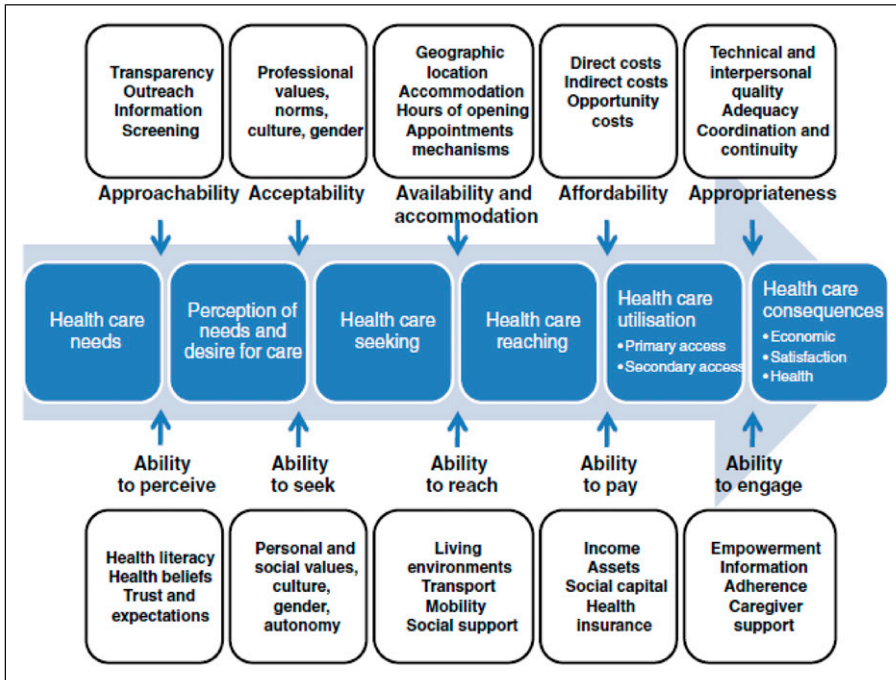 Transparency
Outreach
Information
Screening
Professional
values,
norms,
culture, gender
Geographic
location
Accommodation
Hours of opening
Appointments
mechanisms
Direct costs
Indirect costs
Opportunity
costs
Technical and
interpersonal
quality
Adequacy
Coordination and
continuity
Approachability
Acceptability
Availability and
accommodation
Affordability
Appropriateness
Health care
needs
Perception of
needs and
desire for care
Health care
seeking
Health care
reaching
Health care
utilisation
• Primary access
• Secondary access
Health care
consequences
• Economic
• Satisfaction
• Health
Ability
to perceive
Ability
to seek
Ability
to reach
Ability
to pay
Ability
to engage
Health literacy
Health beliefs
Trust and
expectations
Personal and
social values,
culture,
gender,
autonomy
Living
environments
Transport
Mobility
Social support
Income
Assets
Social capital
Health
insurance
Empowerment
Information
Adherence
Caregiver
support